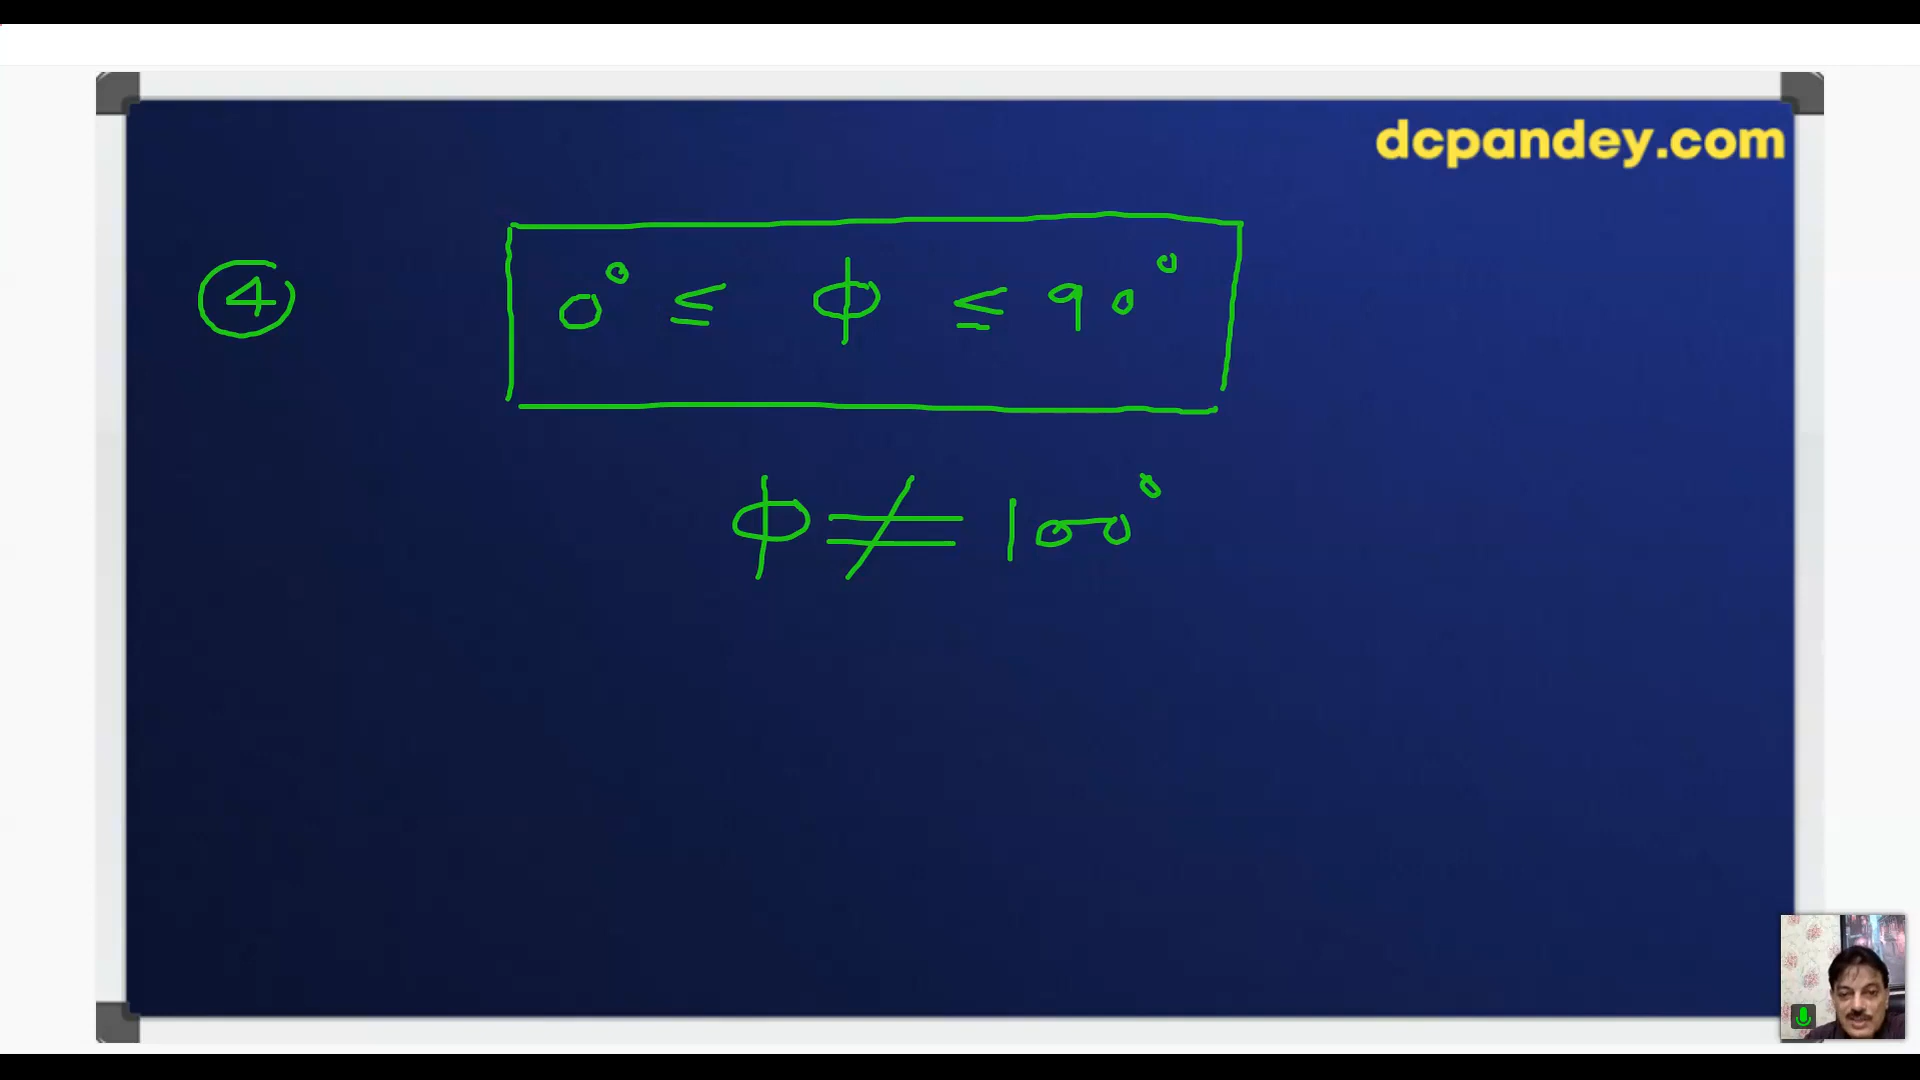 dcpandey.com
④ 0° ≤ ϕ ≤ 90°
ϕ ≠ 100°